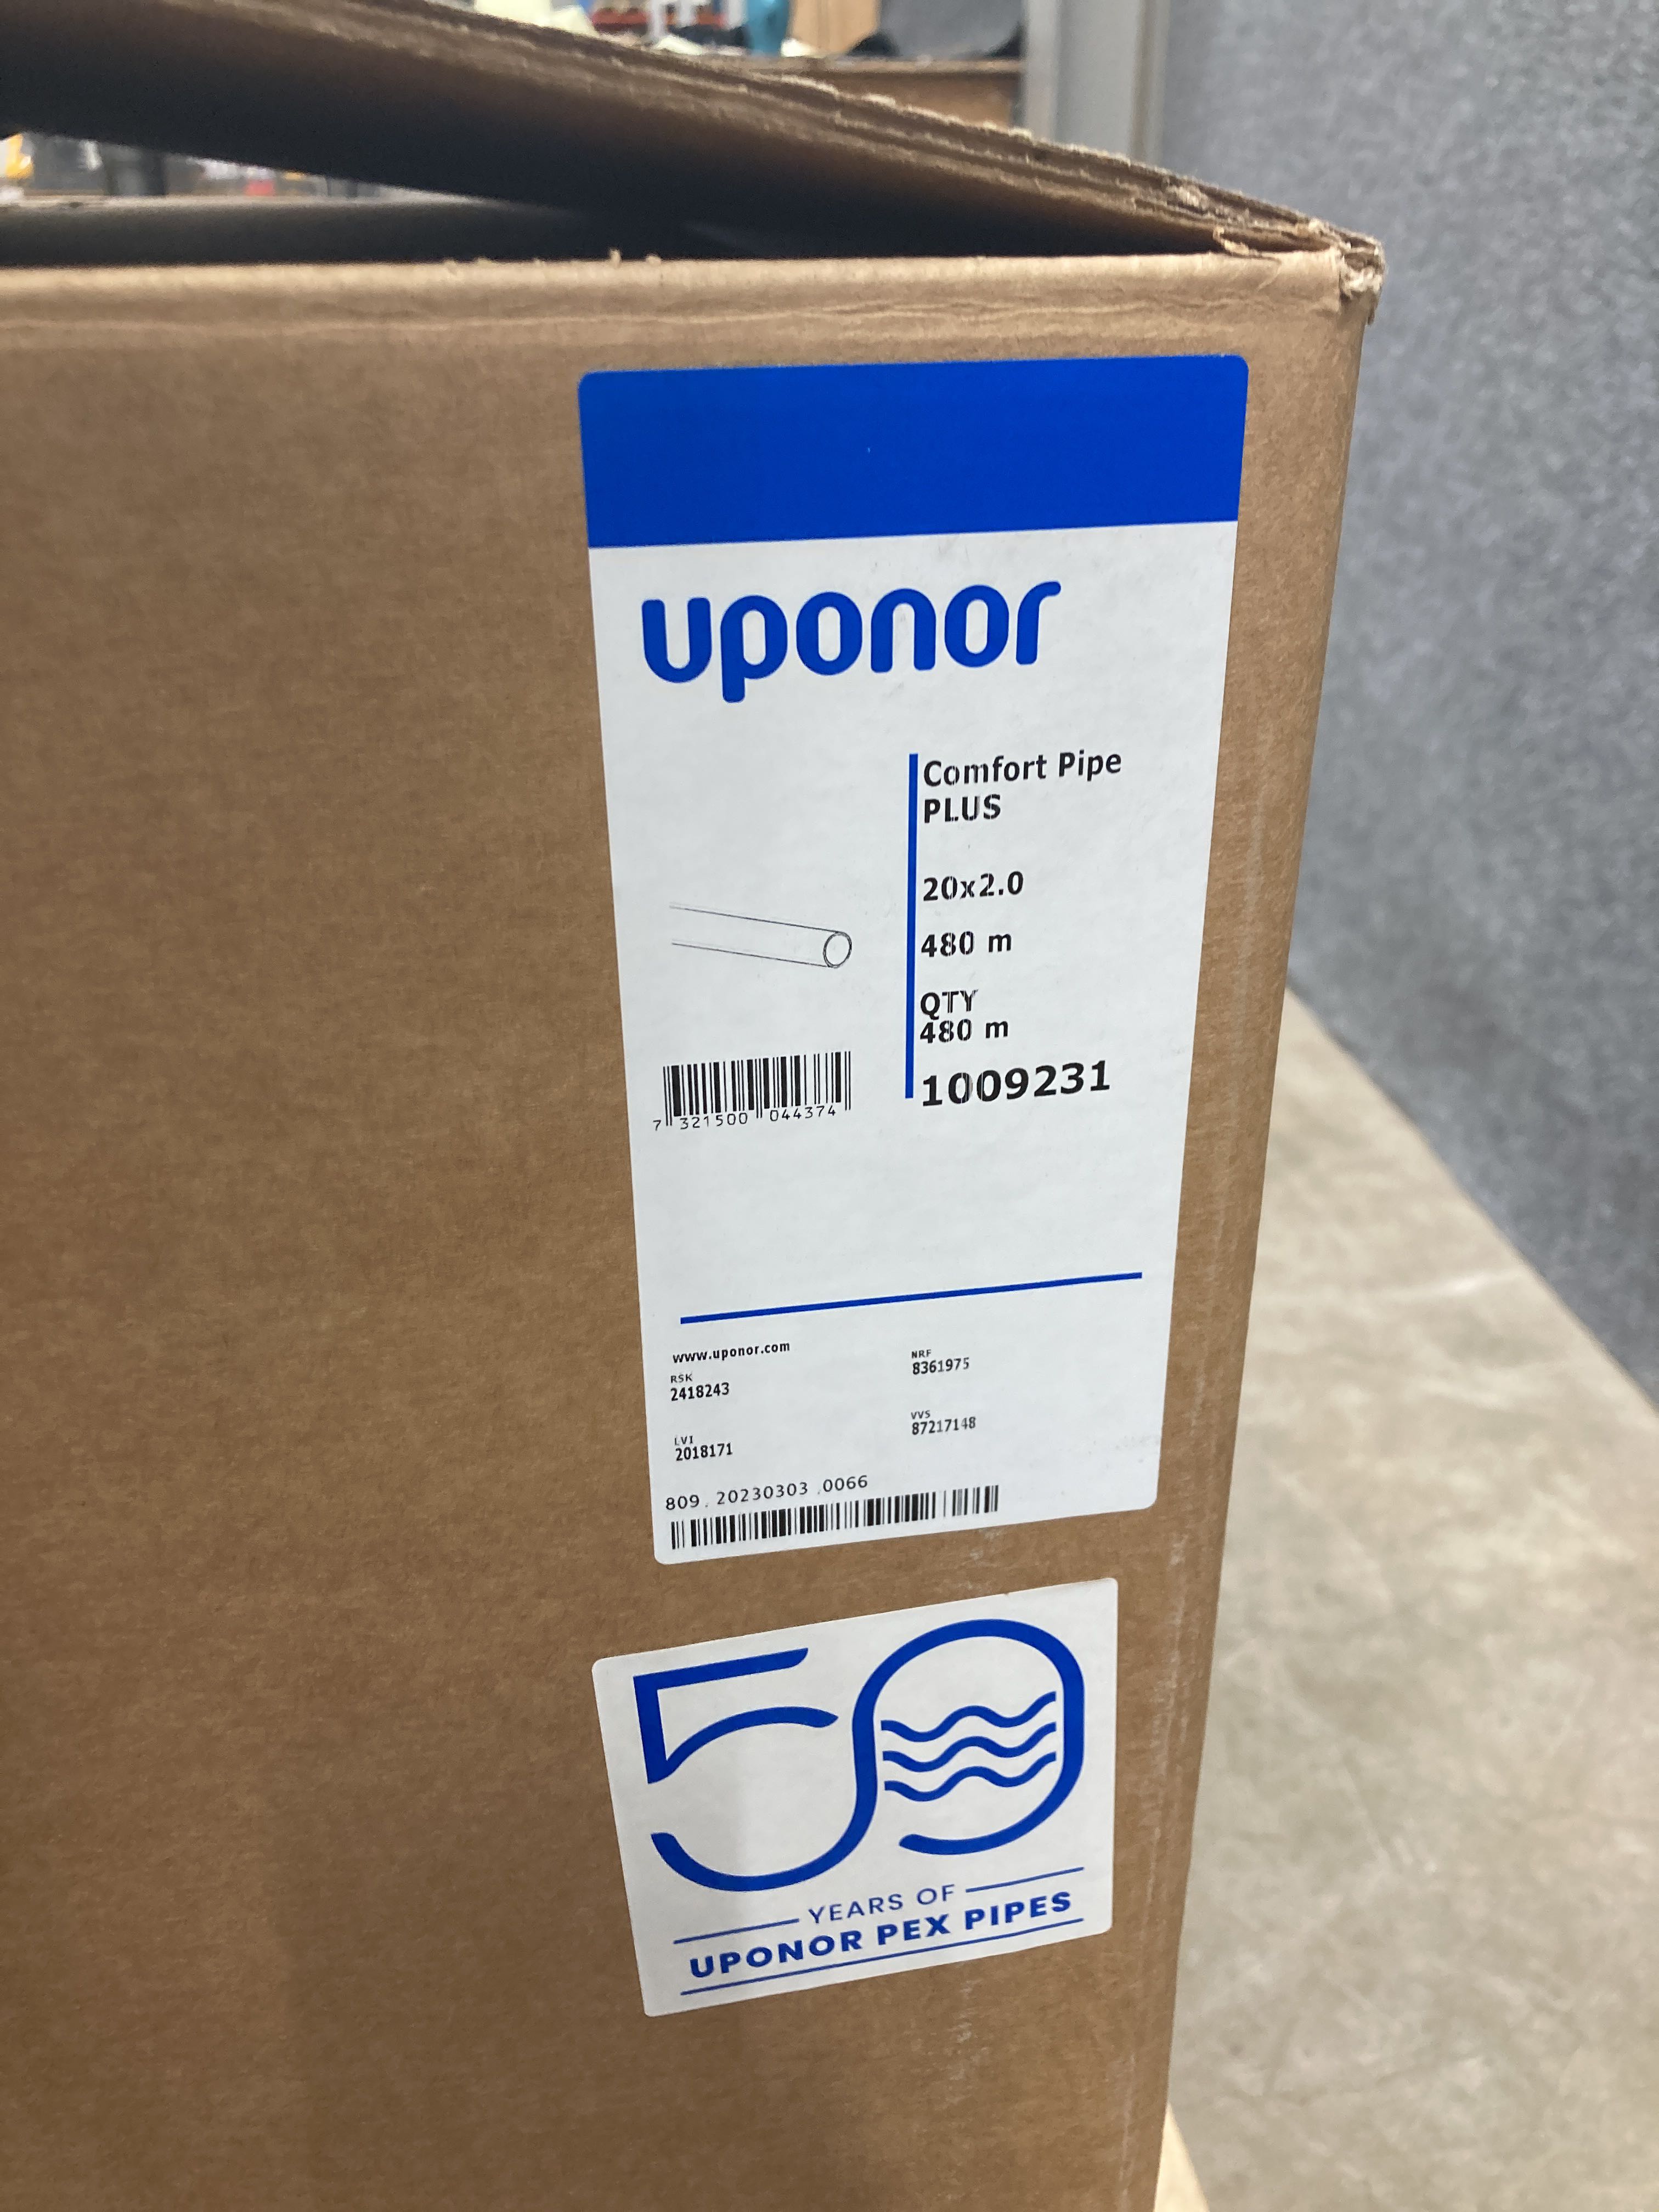 uponor
Comfort Pipe
PLUS
20x2.0
480 m
QTY
480 m
1009231
7 321500 044374
www.uponor.com
RSK
2418243
NRF
8361975
LVI
2018171
VVS
87217148
809.20230303.0066
50
YEARS OF
UPONOR PEX PIPES